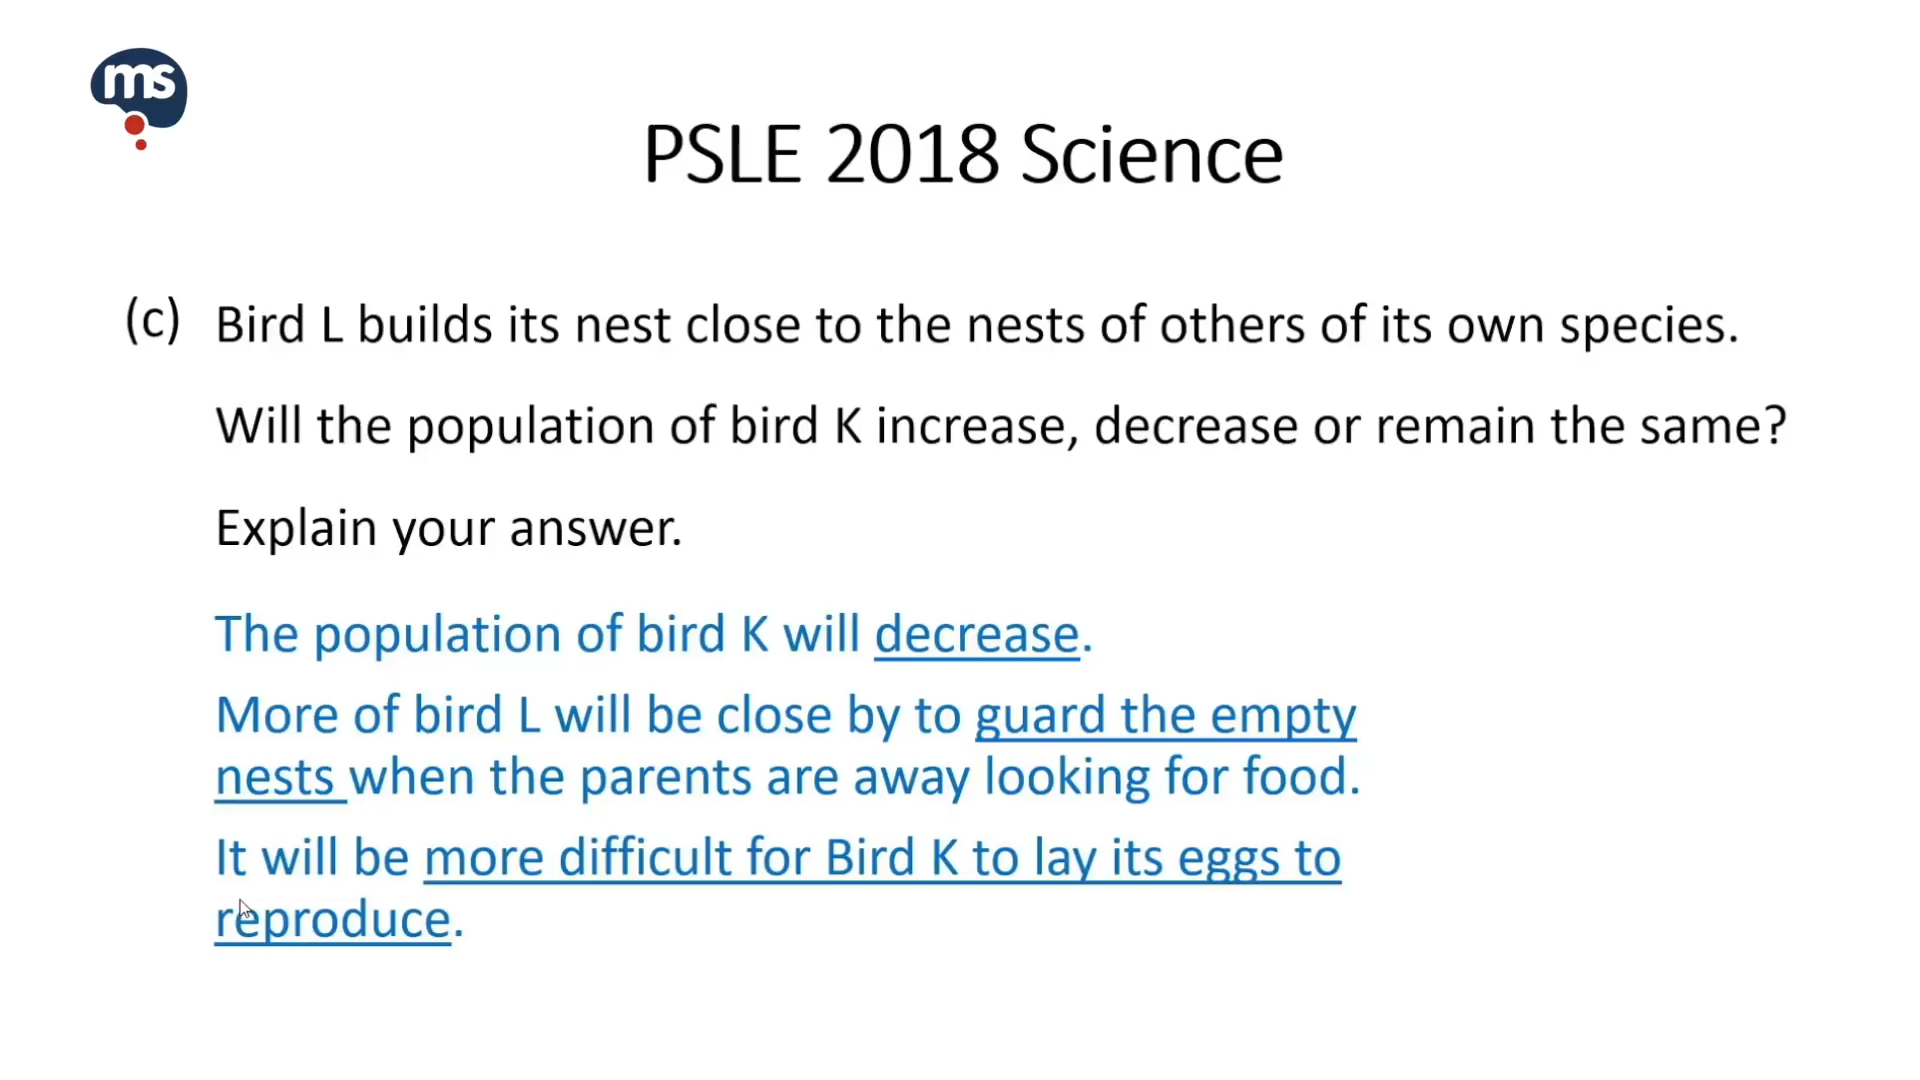 ms
PSLE 2018 Science
(c) Bird L builds its nest close to the nests of others of its own species.
Will the population of bird K increase, decrease or remain the same?
Explain your answer.
The population of bird K will decrease.
More of bird L will be close by to guard the empty
nests when the parents are away looking for food.
It will be more difficult for Bird K to lay its eggs to
reproduce.